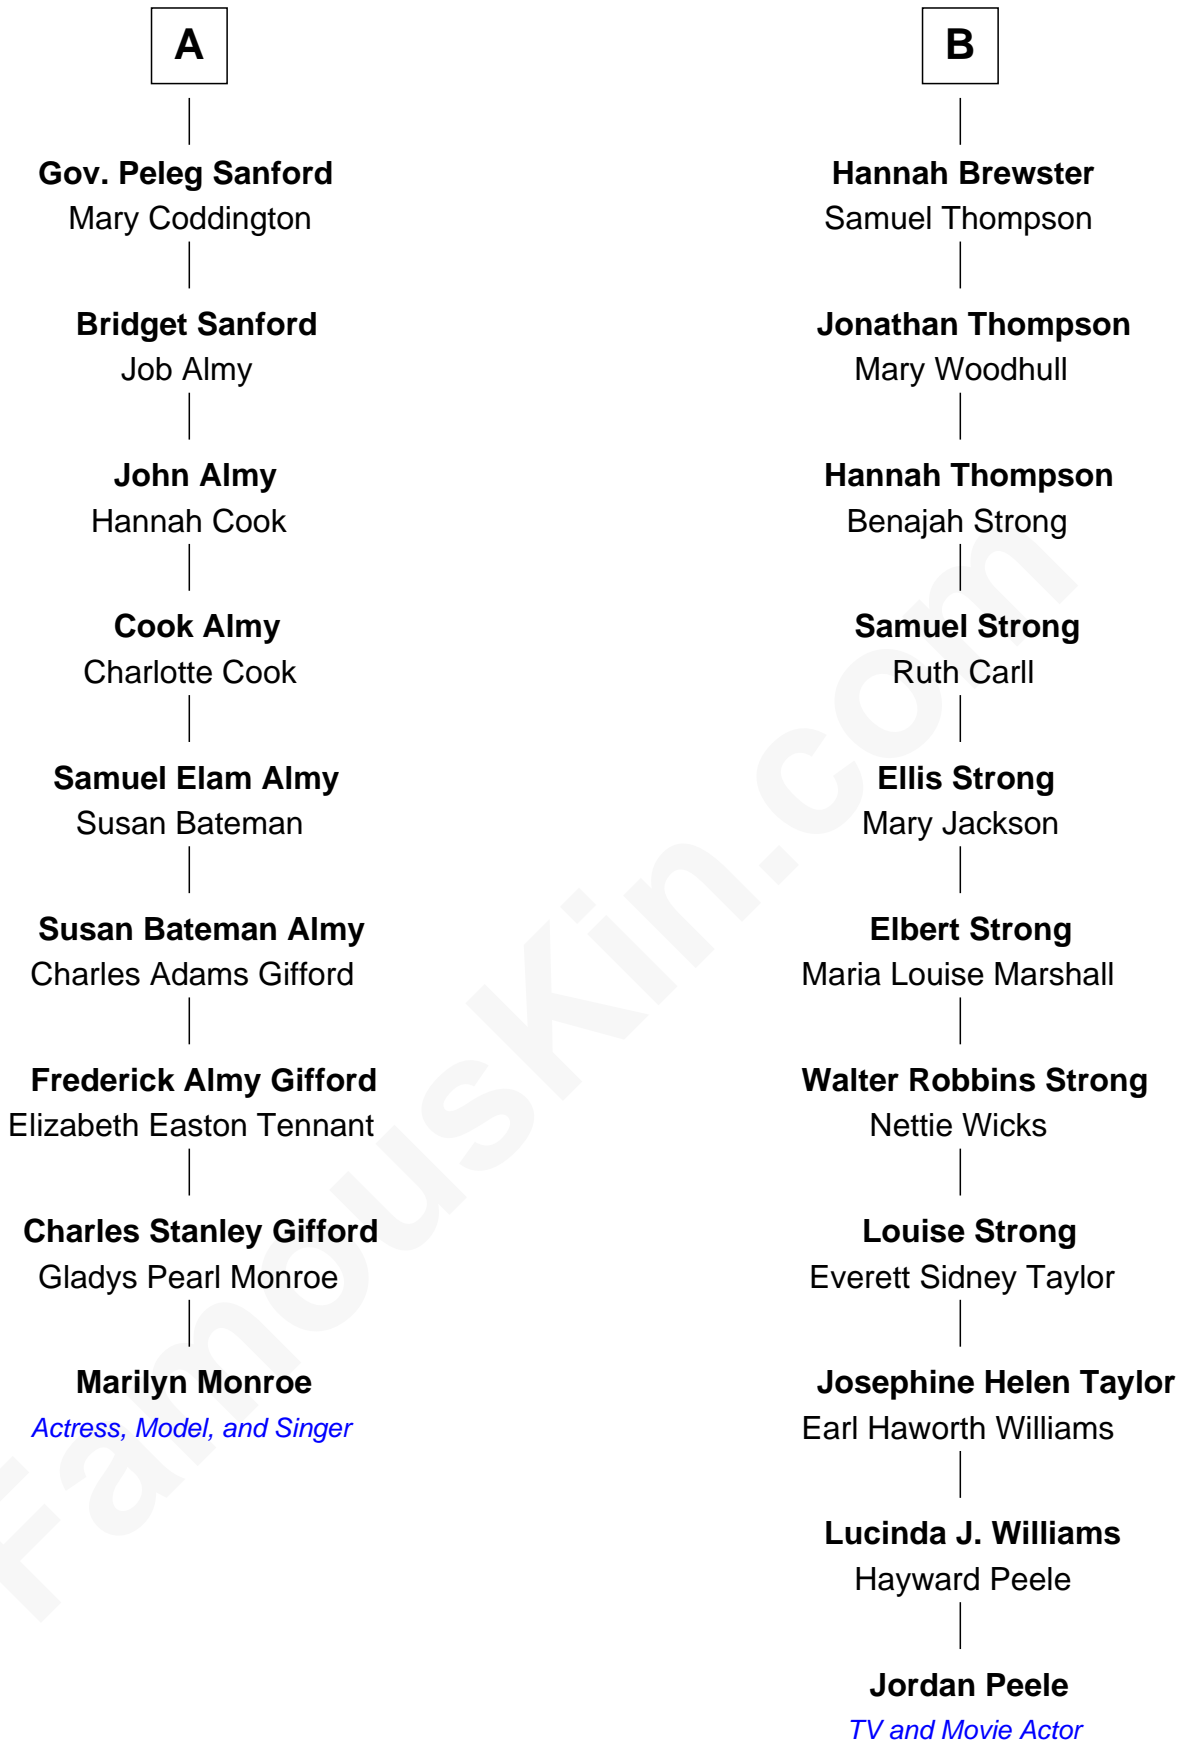 A
Gov. Peleg Sanford
Mary Coddington
Bridget Sanford
Job Almy
John Almy
Hannah Cook
Cook Almy
Charlotte Cook
Samuel Elam Almy
Susan Bateman
Susan Bateman Almy
Charles Adams Gifford
Frederick Almy Gifford
Elizabeth Easton Tennant
Charles Stanley Gifford
Gladys Pearl Monroe
Marilyn Monroe
Actress, Model, and Singer
B
Hannah Brewster
Samuel Thompson
Jonathan Thompson
Mary Woodhull
Hannah Thompson
Benajah Strong
Samuel Strong
Ruth Carll
Ellis Strong
Mary Jackson
Elbert Strong
Maria Louise Marshall
Walter Robbins Strong
Nettie Wicks
Louise Strong
Everett Sidney Taylor
Josephine Helen Taylor
Earl Haworth Williams
Lucinda J. Williams
Hayward Peele
Jordan Peele
TV and Movie Actor
FamousKin.com